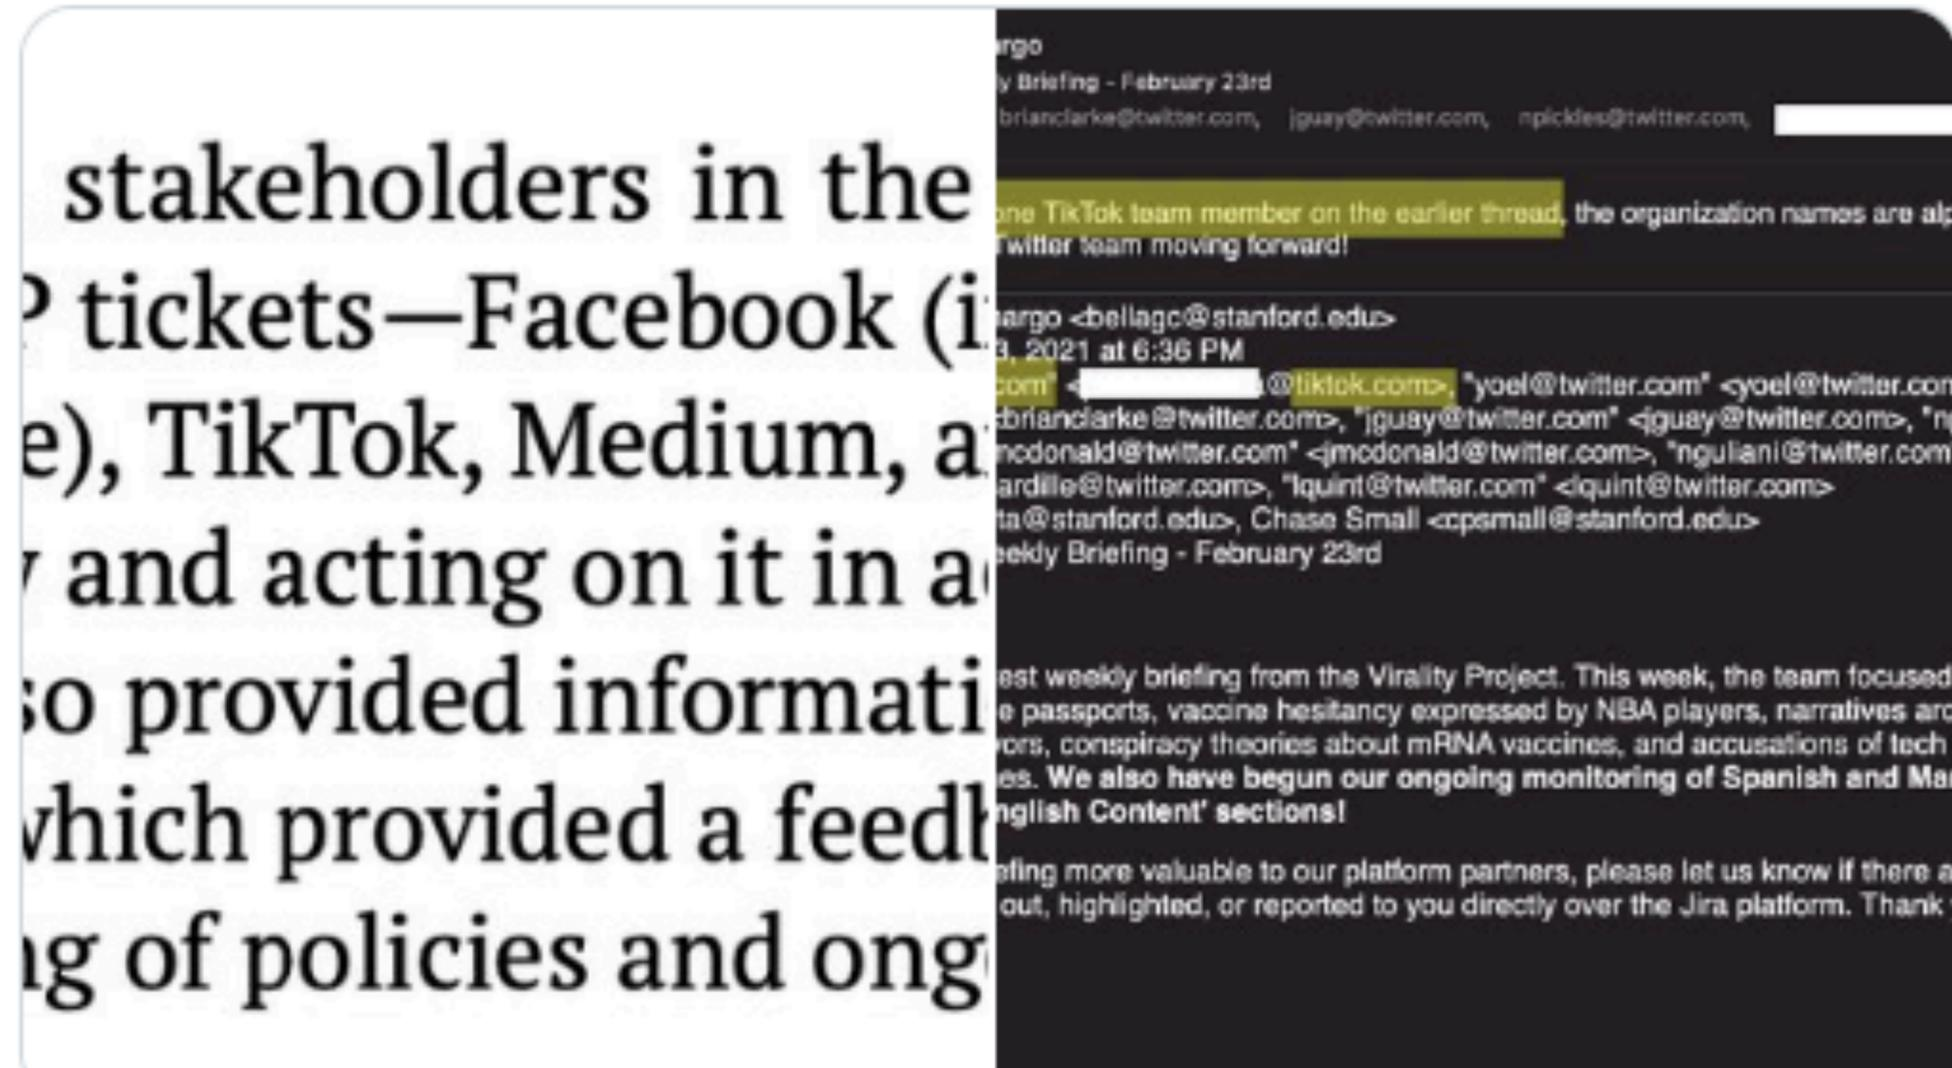 stakeholders in the
P tickets—Facebook (i
e), TikTok, Medium, a
y and acting on it in a
so provided informati
which provided a feedb
ng of policies and ong
argo
y Briefing - February 23rd
brianclarke@twitter.com, jguay@twitter.com, npickles@twitter.com,
one TikTok team member on the earlier thread, the organization names are alp
Twitter team moving forward!
argo <bellagc@stanford.edu>
3, 2021 at 6:36 PM
com" < @tiktok.com>, "yoel@twitter.com" <yoel@twitter.con
brianclarke@twitter.com>, "jguay@twitter.com" <jguay@twitter.com>, "n
mcdonald@twitter.com" <jmcdonald@twitter.com>, "nguliani@twitter.com
ardille@twitter.com>, "lquint@twitter.com" <lquint@twitter.com>
ta@stanford.edu>, Chase Small <cpsmall@stanford.edu>
eekly Briefing - February 23rd
est weekly briefing from the Virality Project. This week, the team focused
e passports, vaccine hesitancy expressed by NBA players, narratives aro
ors, conspiracy theories about mRNA vaccines, and accusations of tech
es. We also have begun our ongoing monitoring of Spanish and Ma
nglish Content' sections!
efing more valuable to our platform partners, please let us know if there a
out, highlighted, or reported to you directly over the Jira platform. Thank